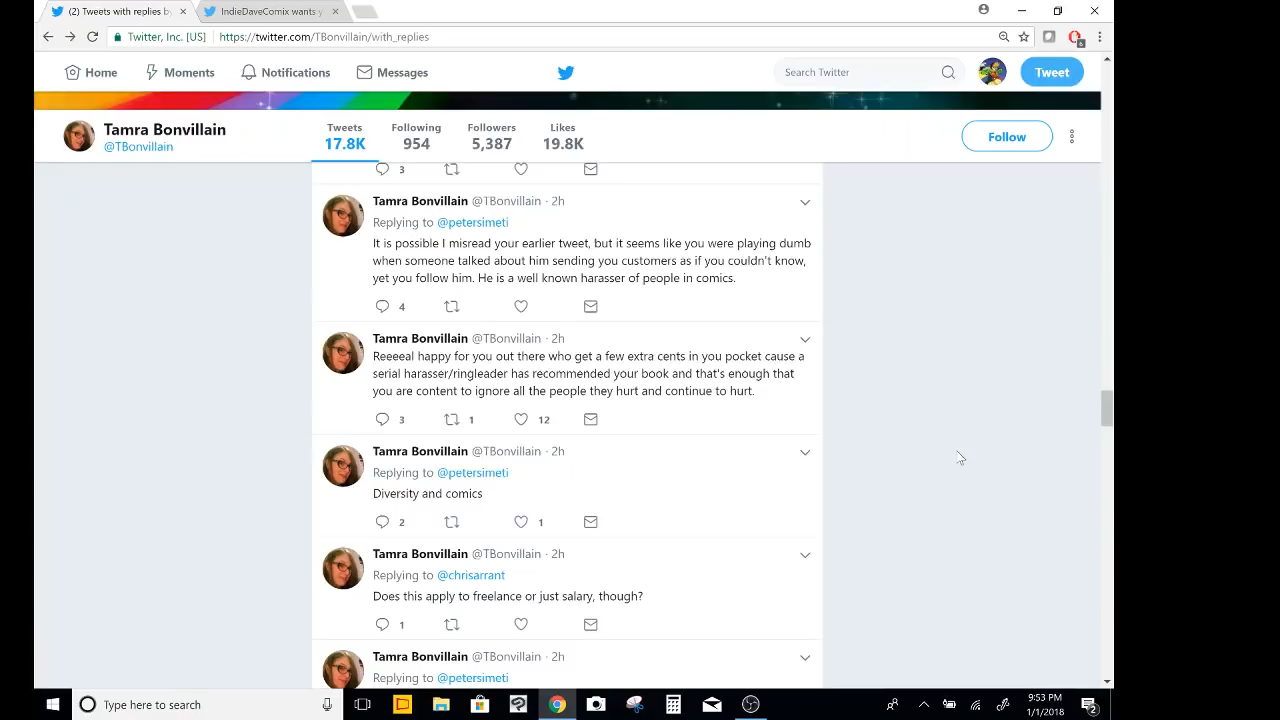 (2) Tweets with replies by
IndieDaveComix wants y
Twitter, Inc. [US] https://twitter.com/TBonvillain/with_replies
Home Moments Notifications Messages Search Twitter Tweet
Tamra Bonvillain
@TBonvillain
Tweets Following Followers Likes
17.8K 954 5,387 19.8K
Follow
3
Tamra Bonvillain @TBonvillain · 2h
Replying to @petersimeti
It is possible I misread your earlier tweet, but it seems like you were playing dumb
when someone talked about him sending you customers as if you couldn't know,
yet you follow him. He is a well known harasser of people in comics.
4
Tamra Bonvillain @TBonvillain · 2h
Reeeeal happy for you out there who get a few extra cents in you pocket cause a
serial harasser/ringleader has recommended your book and that's enough that
you are content to ignore all the people they hurt and continue to hurt.
3 1 12
Tamra Bonvillain @TBonvillain · 2h
Replying to @petersimeti
Diversity and comics
2 1
Tamra Bonvillain @TBonvillain · 2h
Replying to @chrisarrant
Does this apply to freelance or just salary, though?
1
Tamra Bonvillain @TBonvillain · 2h
Replying to @petersimeti
Type here to search
9:53 PM
1/1/2018
2